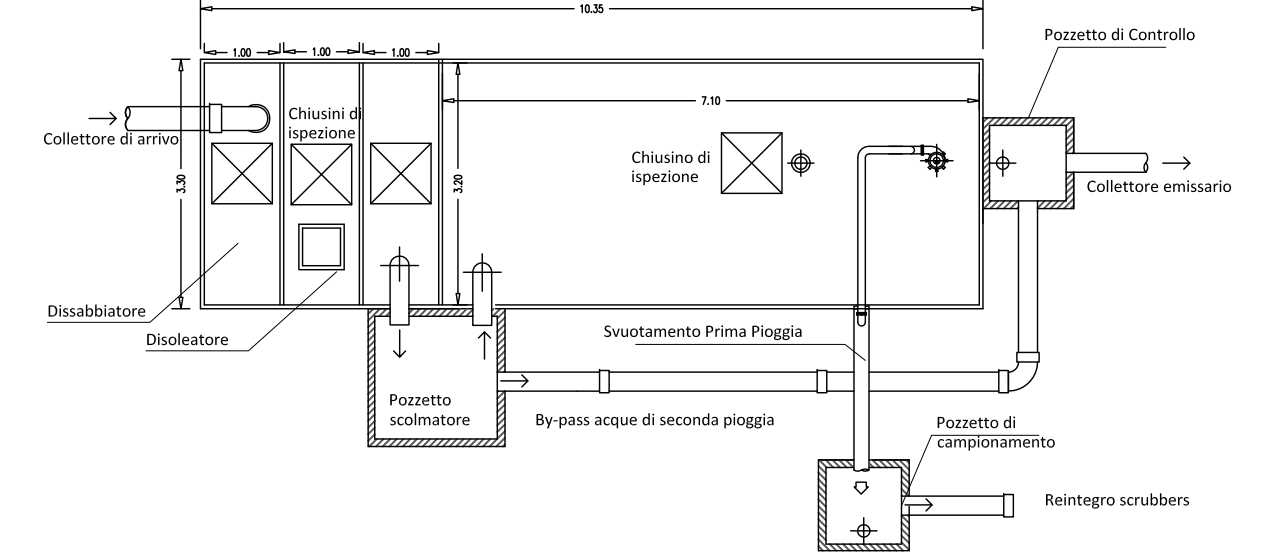 10.35
Pozzetto di Controllo
1.00
1.00
1.00
7.10
Chiusini di
ispezione
Collettore di arrivo
3.30
3.20
Chiusino di
ispezione
Collettore emissario
Dissabbiatore
Disoleatore
Svuotamento Prima Pioggia
Pozzetto
scolmatore
By-pass acque di seconda pioggia
Pozzetto di
campionamento
Reintegro scrubbers